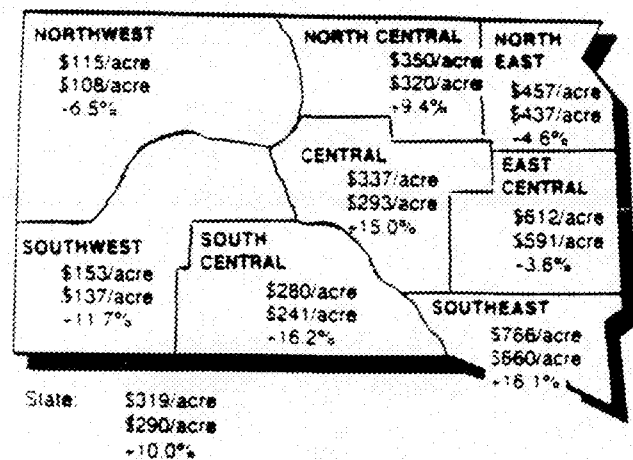 NORTHWEST
$115/acre
$108/acre
+6.5%
NORTH CENTRAL
$350/acre
$320/acre
+9.4%
NORTH
EAST
$457/acre
$437/acre
+4.6%
CENTRAL
$337/acre
$293/acre
+15.0%
EAST
CENTRAL
$612/acre
$591/acre
+3.6%
SOUTHWEST
$153/acre
$137/acre
+11.7%
SOUTH
CENTRAL
$280/acre
$241/acre
+16.2%
SOUTHEAST
$766/acre
$660/acre
+16.1%
State:
$319/acre
$290/acre
+10.0%